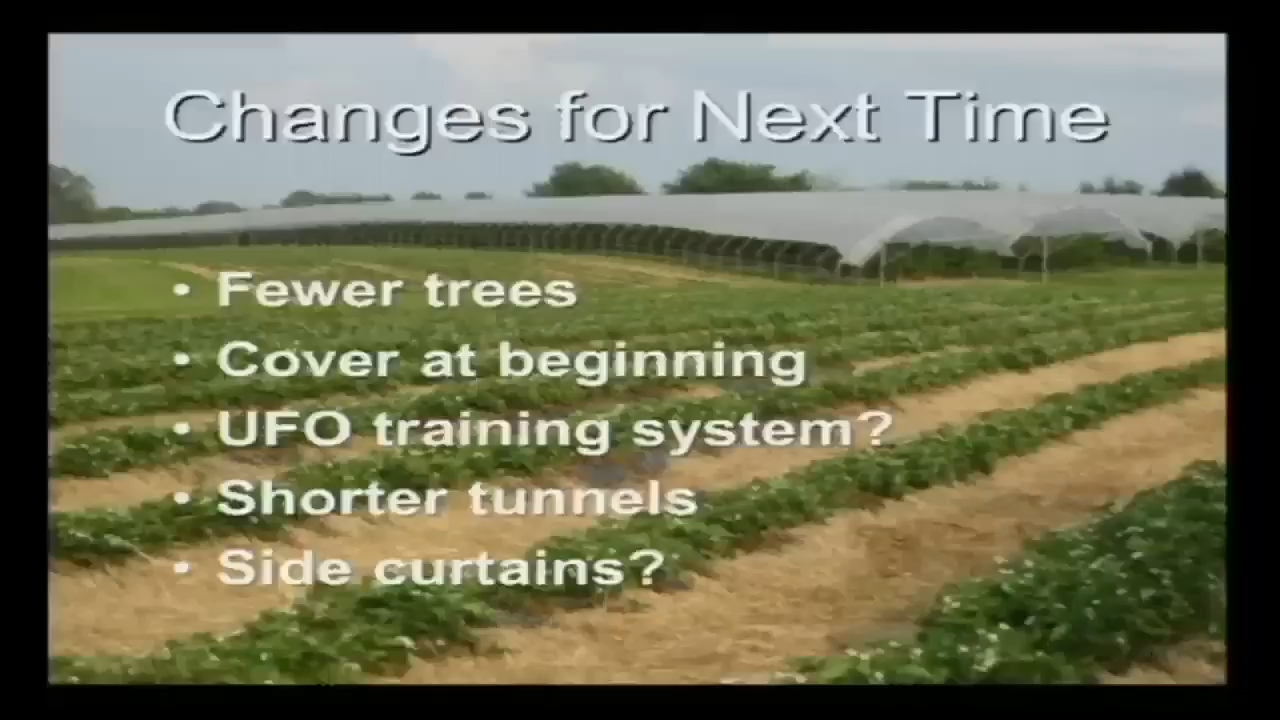 Changes for Next Time
• Fewer trees
• Cover at beginning
• UFO training system?
• Shorter tunnels
• Side curtains?